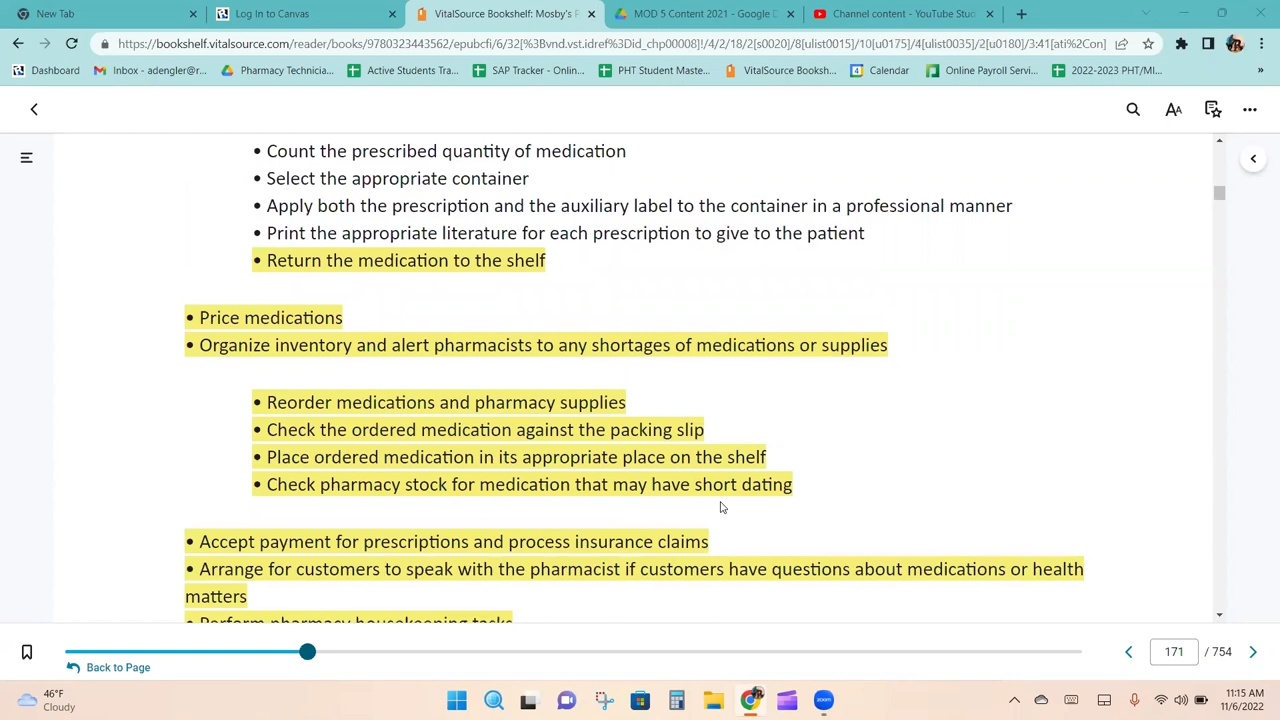 New Tab
Log In to Canvas
VitalSource Bookshelf: Mosby's P
MOD 5 Content 2021 - Google D
Channel content - YouTube Stud
https://bookshelf.vitalsource.com/reader/books/9780323443562/epubcfi/6/32[%3Bvnd.vst.idref%3Did_chp00008]!/4/2/18/2[s0020]/8[ulist0015]/10[u0175]/4[ulist0035]/2[u0180]/3:41[ati%2Con]
Dashboard
Inbox - adengler@r...
Pharmacy Technicia...
Active Students Tra...
SAP Tracker - Onlin...
PHT Student Maste...
VitalSource Booksh...
Calendar
Online Payroll Servi...
2022-2023 PHT/MI...
»
AA
• Count the prescribed quantity of medication
• Select the appropriate container
• Apply both the prescription and the auxiliary label to the container in a professional manner
• Print the appropriate literature for each prescription to give to the patient
• Return the medication to the shelf
• Price medications
• Organize inventory and alert pharmacists to any shortages of medications or supplies
• Reorder medications and pharmacy supplies
• Check the ordered medication against the packing slip
• Place ordered medication in its appropriate place on the shelf
• Check pharmacy stock for medication that may have short dating
• Accept payment for prescriptions and process insurance claims
• Arrange for customers to speak with the pharmacist if customers have questions about medications or health
matters
• Perform pharmacy housekeeping tasks
171 / 754
Back to Page
46°F
Cloudy
zoom
11:15 AM
11/6/2022